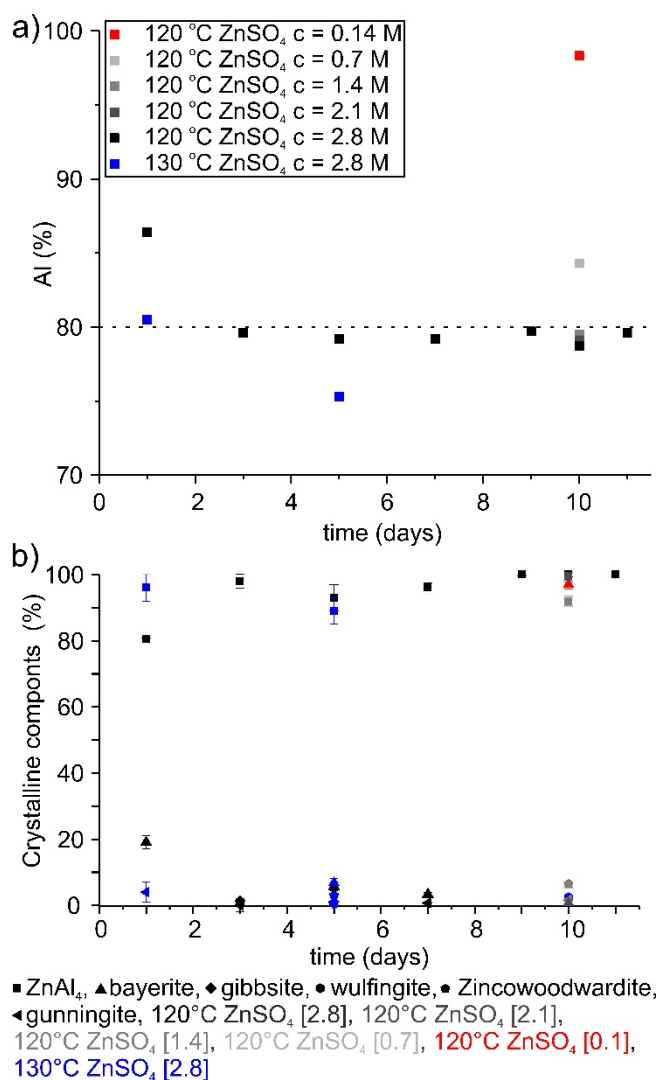 a)
120 °C ZnSO₄ c = 0.14 M
120 °C ZnSO₄ c = 0.7 M
120 °C ZnSO₄ c = 1.4 M
120 °C ZnSO₄ c = 2.1 M
120 °C ZnSO₄ c = 2.8 M
130 °C ZnSO₄ c = 2.8 M
100
90
80
70
Al (%)
0 2 4 6 8 10
time (days)
b)
100
80
60
40
20
0
Crystalline componts (%)
0 2 4 6 8 10
time (days)
■ ZnAl₄, ▲ bayerite, ◆ gibbsite, ● wulfingite, ⬟ Zincowoodwardite,
◄ gunningite, 120°C ZnSO₄ [2.8], 120°C ZnSO₄ [2.1],
120°C ZnSO₄ [1.4], 120°C ZnSO₄ [0.7], 120°C ZnSO₄ [0.1],
130°C ZnSO₄ [2.8]